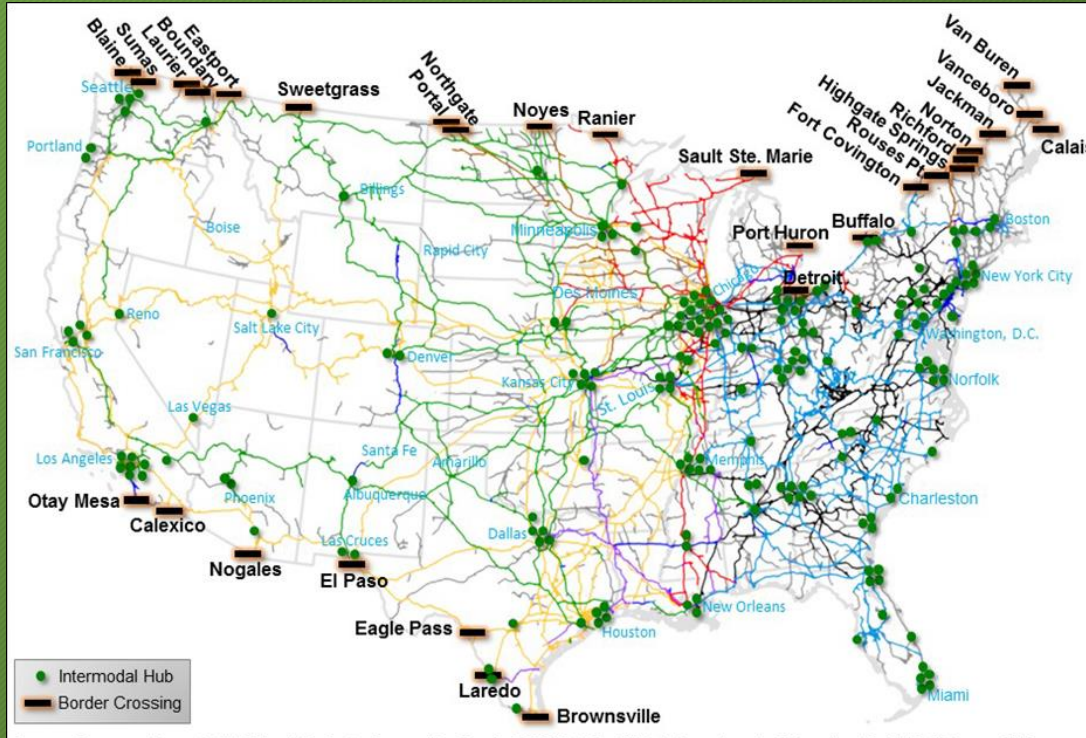 Blaine
Sumas
Laurier
Boundary
Eastport
Sweetgrass
Northgate
Portal
Noyes
Ranier
Sault Ste. Marie
Van Buren
Vanceboro
Jackman
Calais
Norton
Richford
Highgate Springs
Rouses Pt
Fort Covington
Buffalo
Port Huron
Detroit
Seattle
Portland
Billings
Boise
Rapid City
Minneapolis
Des Moines
Chicago
Boston
New York City
Washington, D.C.
Norfolk
Reno
Salt Lake City
San Francisco
Denver
Kansas City
St. Louis
Las Vegas
Los Angeles
Santa Fe
Amarillo
Memphis
Charleston
Otay Mesa
Calexico
Phoenix
Albuquerque
Dallas
Las Cruces
Nogales
El Paso
New Orleans
Houston
Eagle Pass
Laredo
Brownsville
Miami
Intermodal Hub
Border Crossing